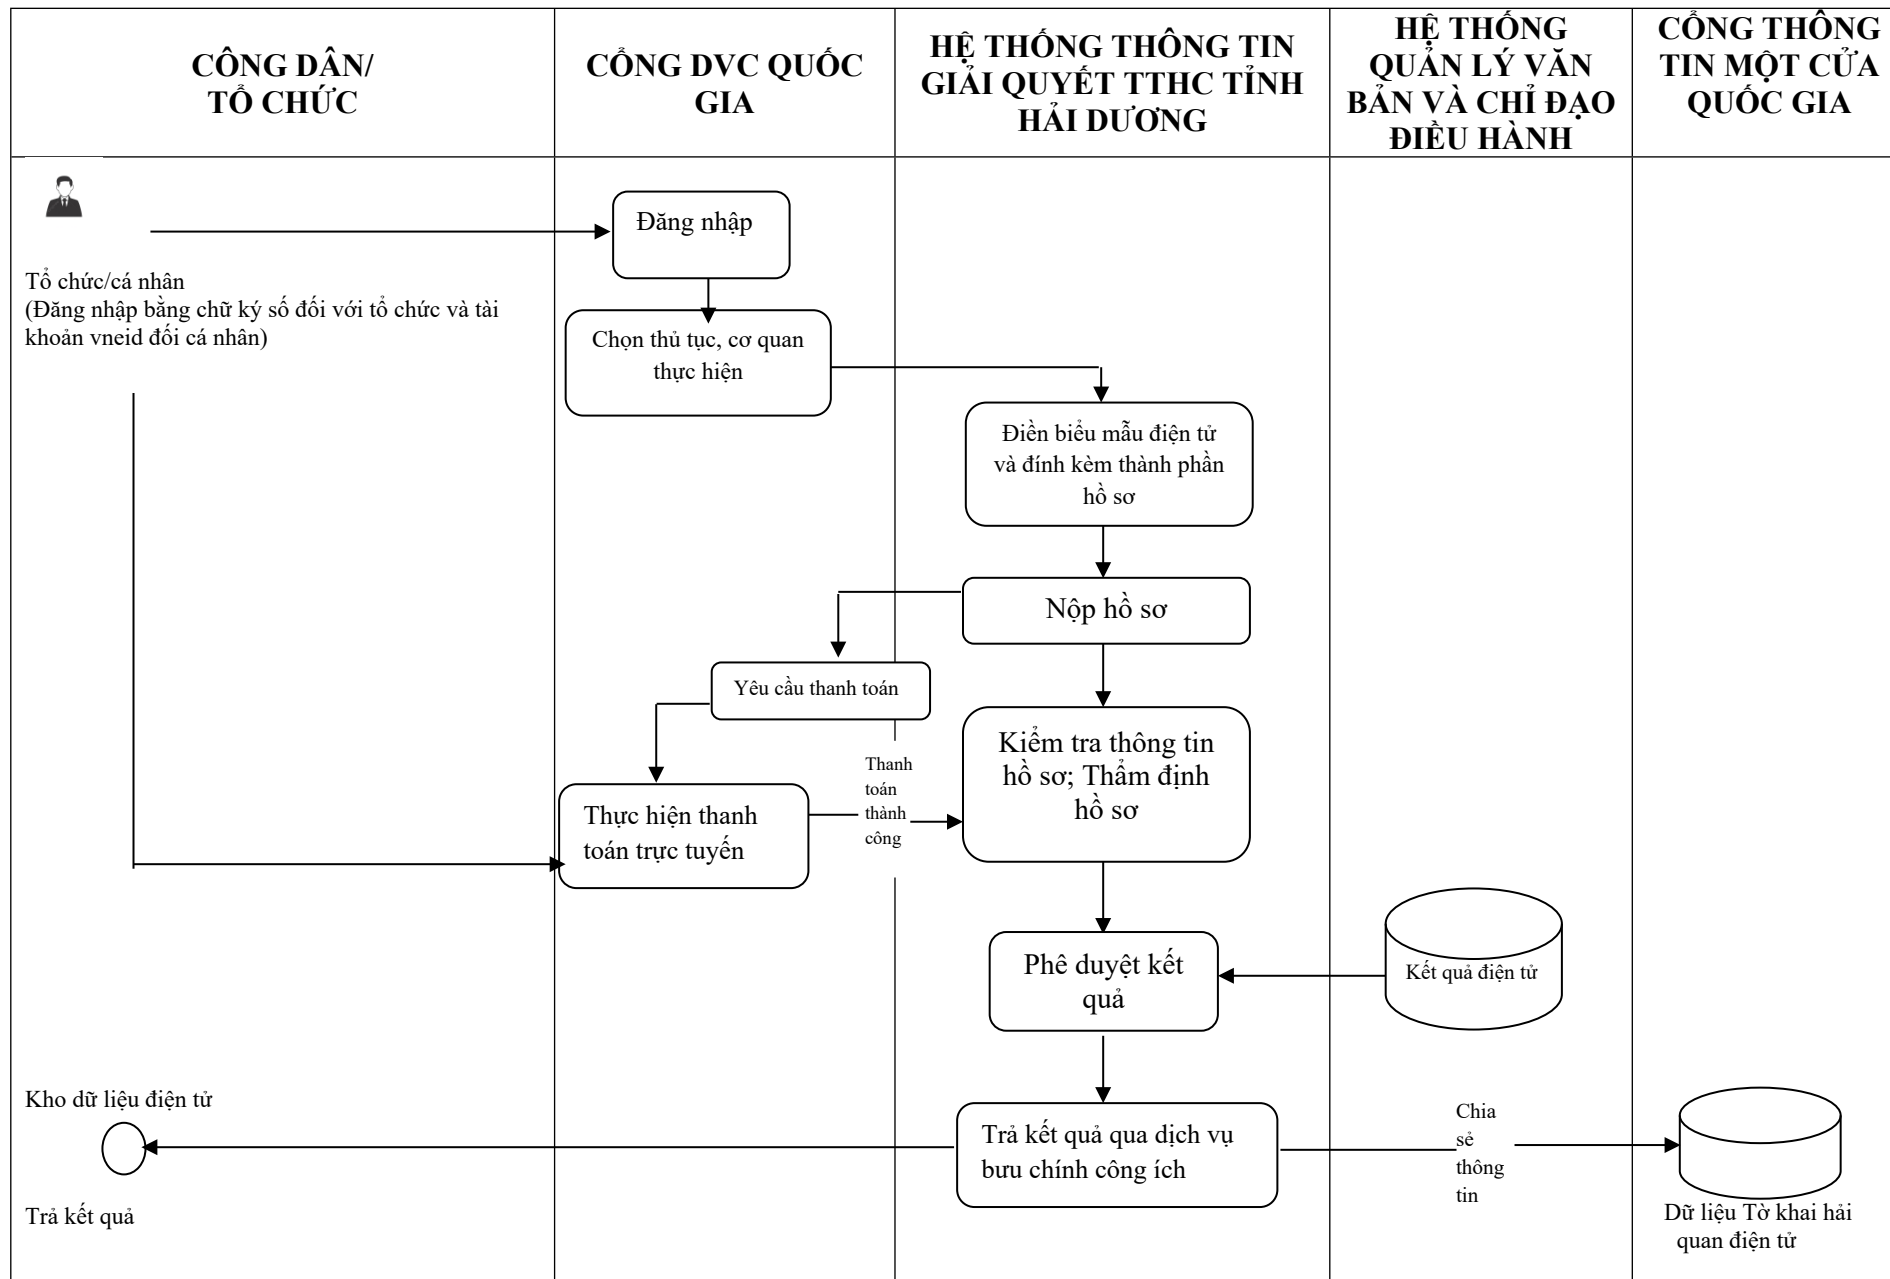 CÔNG DÂN/
TỔ CHỨC
CỔNG DVC QUỐC
GIA
HỆ THỐNG THÔNG TIN
GIẢI QUYẾT TTHC TỈNH
HẢI DƯƠNG
HỆ THỐNG
QUẢN LÝ VĂN
BẢN VÀ CHỈ ĐẠO
ĐIỀU HÀNH
CỔNG THÔNG
TIN MỘT CỬA
QUỐC GIA
Đăng nhập
Tổ chức/cá nhân
(Đăng nhập bằng chữ ký số đối với tổ chức và tài
khoản vneid đối cá nhân)
Chọn thủ tục, cơ quan
thực hiện
Điền biểu mẫu điện tử
và đính kèm thành phần
hồ sơ
Nộp hồ sơ
Yêu cầu thanh toán
Kiểm tra thông tin
hồ sơ; Thẩm định
hồ sơ
Thanh
toán
thành
công
Thực hiện thanh
toán trực tuyến
Phê duyệt kết
quả
Kết quả điện tử
Kho dữ liệu điện tử
Trả kết quả qua dịch vụ
bưu chính công ích
Chia
sẻ
thông
tin
Trả kết quả
Dữ liệu Tờ khai hải
quan điện tử